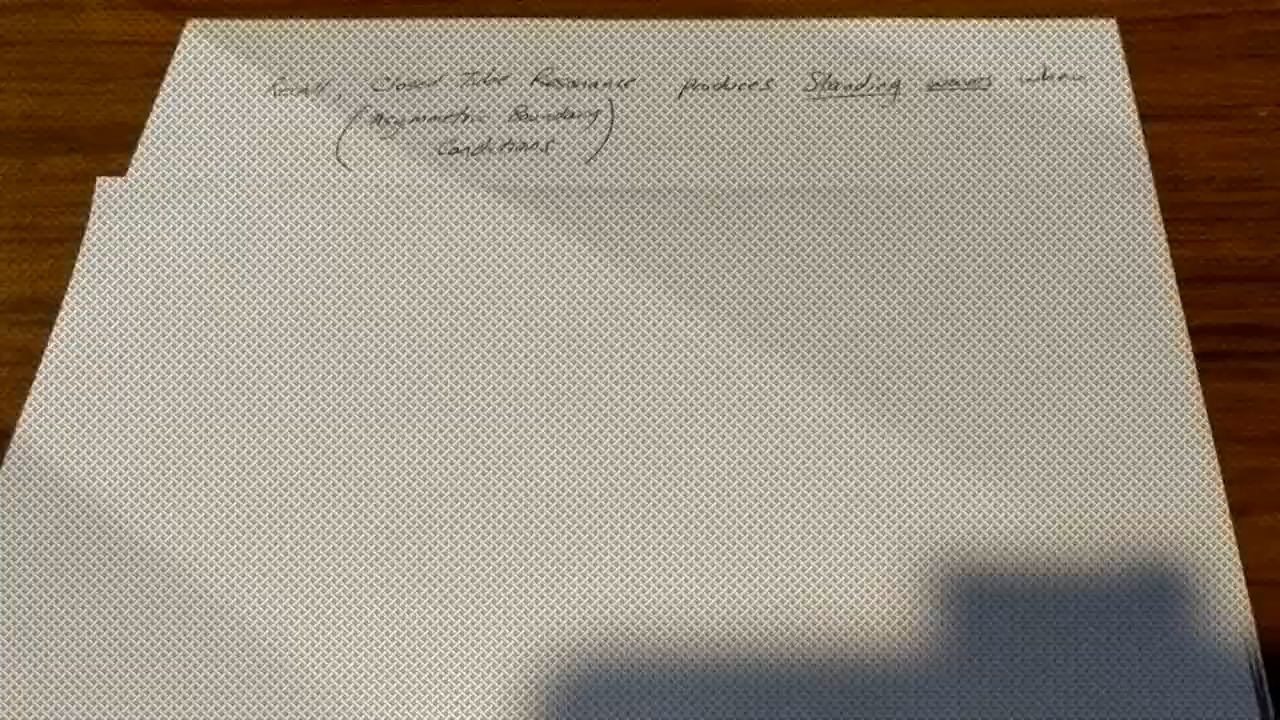 Recall, Closed Tube Resonance produces Standing waves when
(Asymmetric Boundary
Conditions)